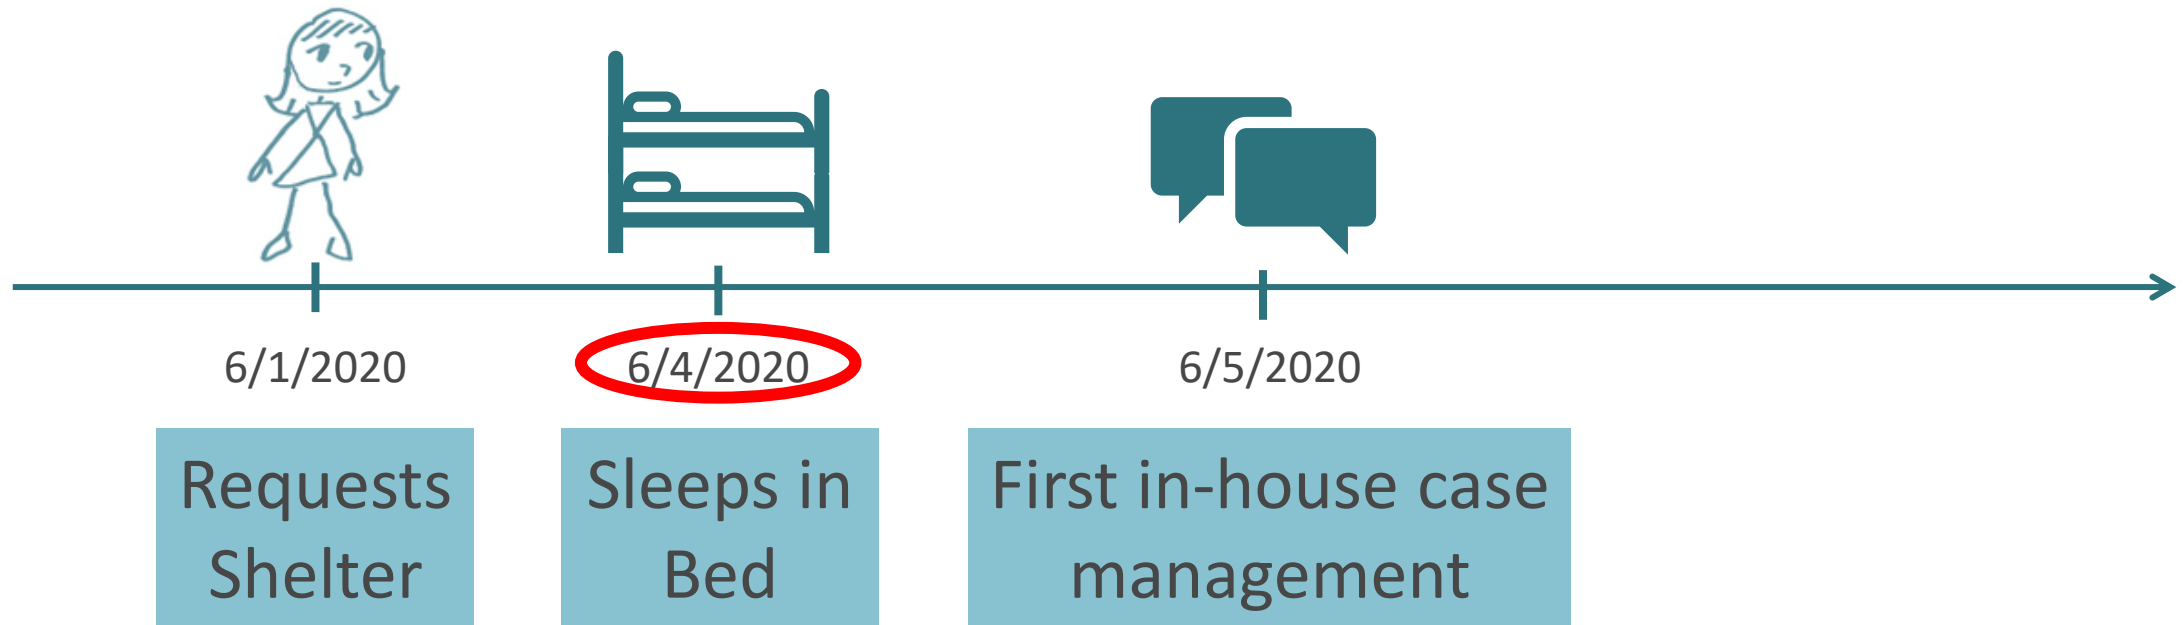 6/1/2020
6/4/2020
6/5/2020
Requests
Shelter
Sleeps in
Bed
First in-house case
management